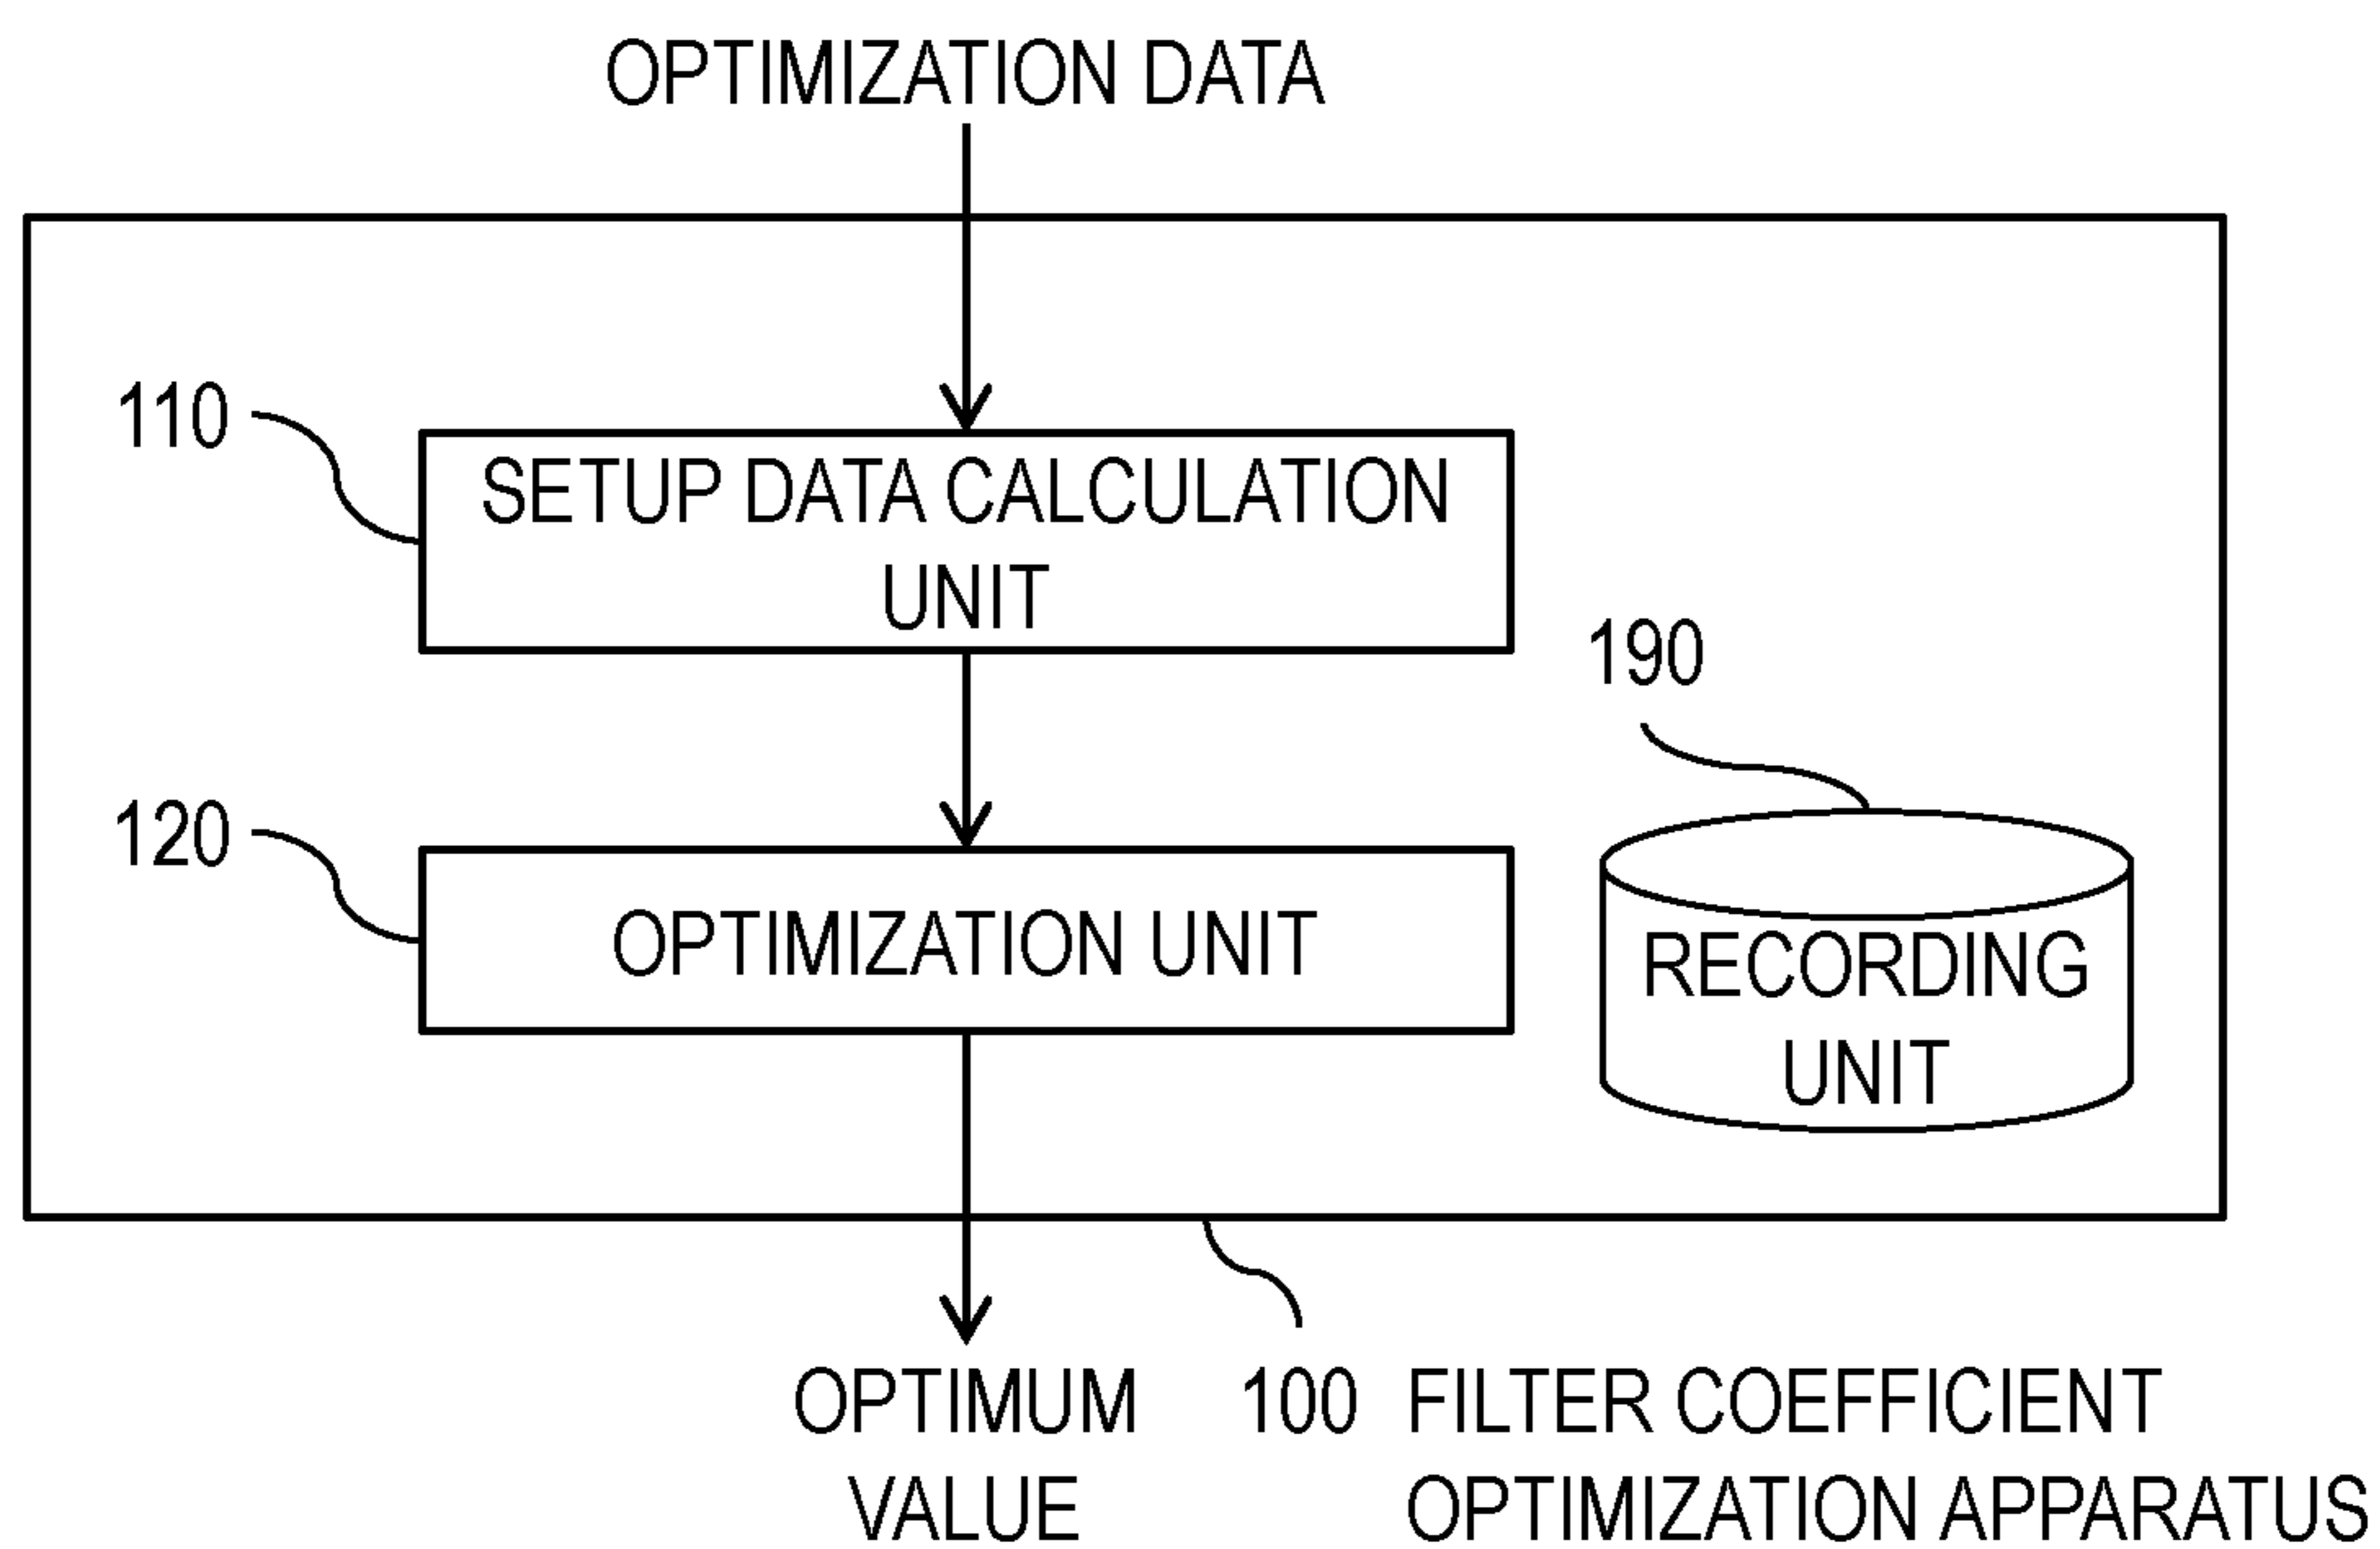 OPTIMIZATION DATA
110
SETUP DATA CALCULATION
UNIT
190
120
OPTIMIZATION UNIT
RECORDING
UNIT
OPTIMUM
VALUE
100 FILTER COEFFICIENT
OPTIMIZATION APPARATUS